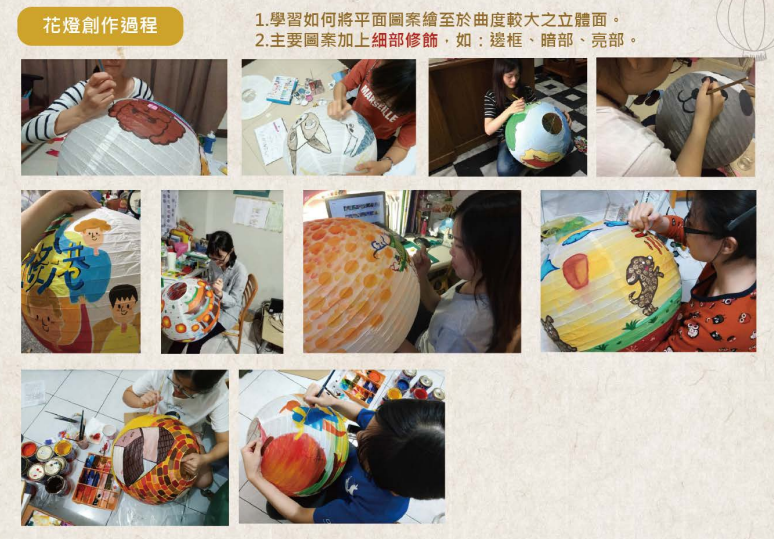 花燈創作過程
1.學習如何將平面圖案繪至於曲度較大之立體面。
2.主要圖案加上細部修飾，如：邊框、暗部、亮部。
MARSEILLE